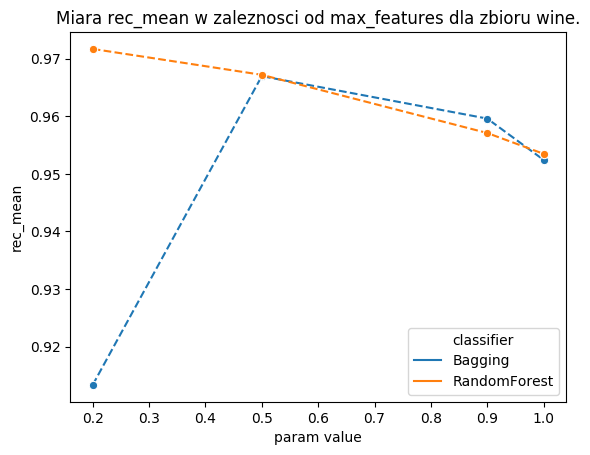 Miara rec_mean w zaleznosci od max_features dla zbioru wine.
0.97
0.96
0.95
0.94
0.93
0.92
rec_mean
classifier
Bagging
RandomForest
0.2 0.3 0.4 0.5 0.6 0.7 0.8 0.9 1.0
param value